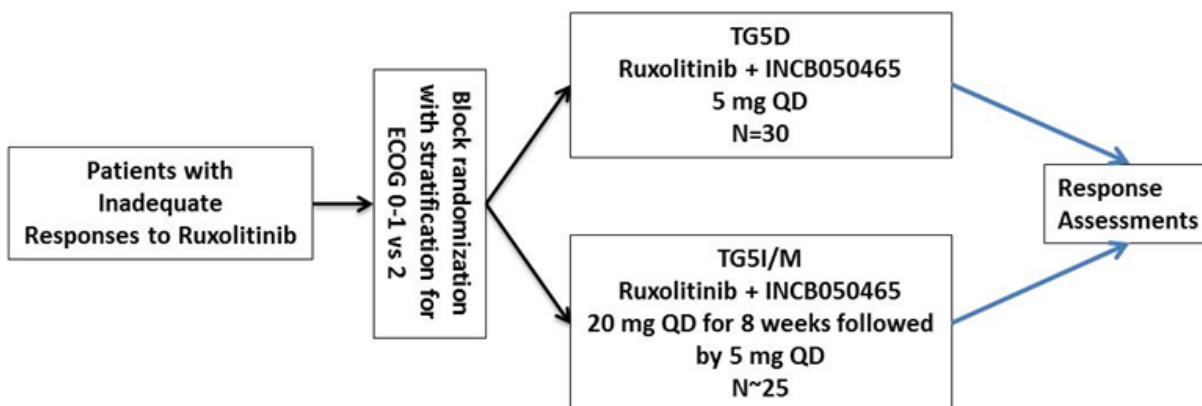 Patients with
Inadequate
Responses to Ruxolitinib
Block randomization
with stratification for
ECOG 0-1 vs 2
TG5D
Ruxolitinib + INCB050465
5 mg QD
N=30
TG5I/M
Ruxolitinib + INCB050465
20 mg QD for 8 weeks followed
by 5 mg QD
N~25
Response
Assessments